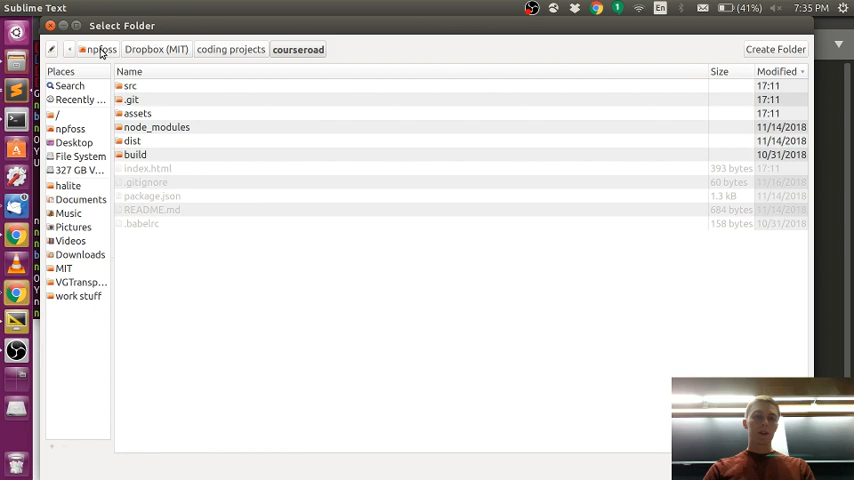 Sublime Text
En
(41%)
7:35 PM
Select Folder
npfoss
Dropbox (MIT)
coding projects
courseroad
Create Folder
Places
Name
Size
Modified
Search
src
17:11
Recently ...
.git
17:11
/
assets
17:11
npfoss
node_modules
11/14/2018
Desktop
dist
11/14/2018
File System
build
10/31/2018
327 GB V...
index.html
393 bytes
17:11
halite
.gitignore
60 bytes
11/16/2018
Documents
package.json
1.3 kB
11/14/2018
Music
README.md
684 bytes
11/14/2018
Pictures
.babelrc
158 bytes
10/31/2018
Videos
Downloads
MIT
VGTransp...
work stuff